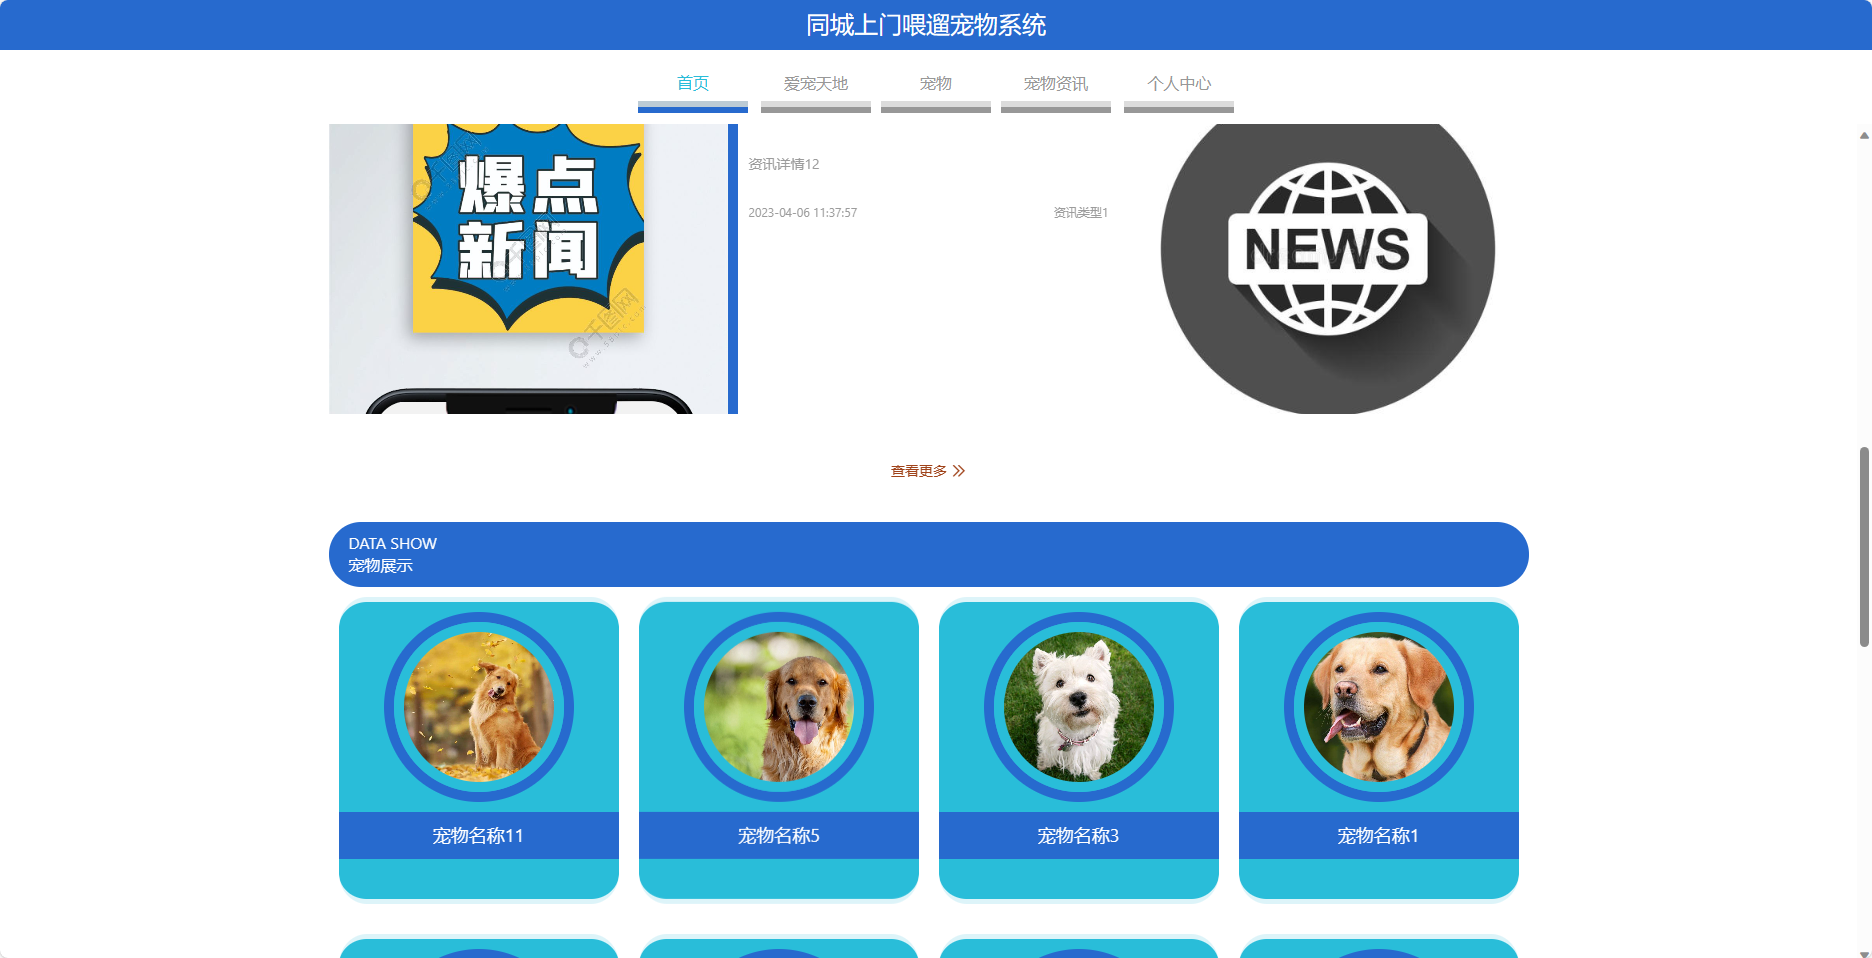 同城上门喂遛宠物系统
首页
爱宠天地
宠物
宠物资讯
个人中心
爆点
新闻
千图网
资讯详情12
2023-04-06 11:37:57
资讯类型1
NEWS
查看更多
DATA SHOW
宠物展示
宠物名称11
宠物名称5
宠物名称3
宠物名称1